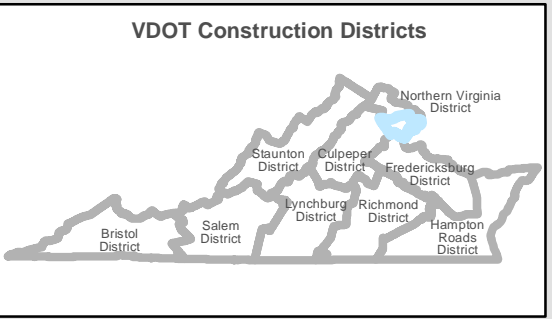 VDOT Construction Districts
Northern Virginia
District
Staunton
District
Culpeper
District
Fredericksburg
District
Lynchburg
District
Richmond
District
Hampton
Roads
District
Salem
District
Bristol
District